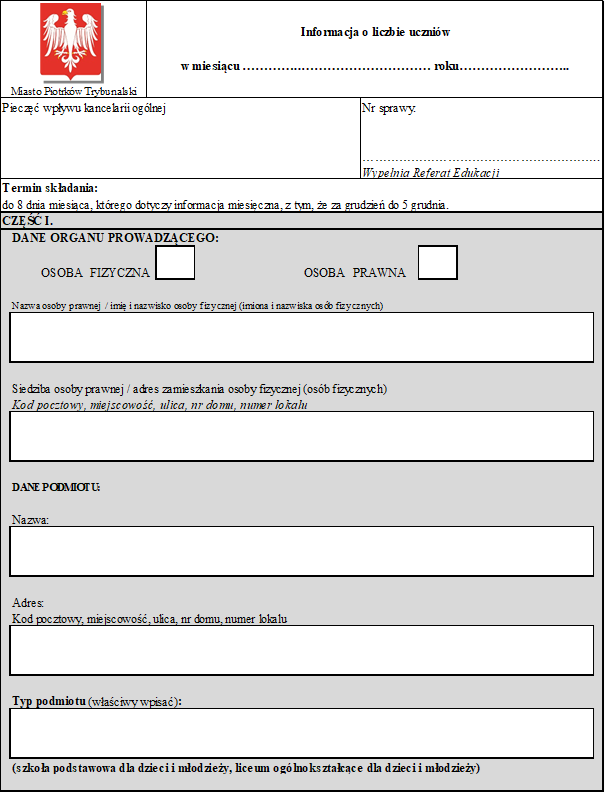 Informacja o liczbie uczniów
w miesiącu ………….………………………… roku……………………..
Miasto Piotrków Trybunalski
Pieczęć wpływu kancelarii ogólnej
Nr sprawy:
…………………………………………………..
Wypełnia Referat Edukacji
Termin składania:
do 8 dnia miesiąca, którego dotyczy informacja miesięczna, z tym, że za grudzień do 5 grudnia.
CZĘŚĆ I.
DANE ORGANU PROWADZĄCEGO:
OSOBA FIZYCZNA
OSOBA PRAWNA
Nazwa osoby prawnej / imię i nazwisko osoby fizycznej (imiona i nazwiska osób fizycznych)
Siedziba osoby prawnej / adres zamieszkania osoby fizycznej (osób fizycznych)
Kod pocztowy, miejscowość, ulica, nr domu, numer lokalu
DANE PODMIOTU:
Nazwa:
Adres:
Kod pocztowy, miejscowość, ulica, nr domu, numer lokalu
Typ podmiotu (właściwy wpisać):
(szkoła podstawowa dla dzieci i młodzieży, liceum ogólnokształcące dla dzieci i młodzieży)